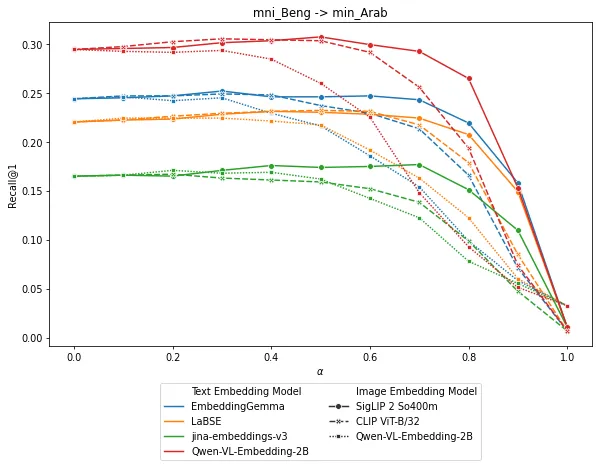 mni_Beng -> min_Arab
Recall@1
0.30
0.25
0.20
0.15
0.10
0.05
0.00
0.0 0.2 0.4 0.6 0.8 1.0
α
Text Embedding Model Image Embedding Model
EmbeddingGemma SigLIP 2 So400m
LaBSE CLIP ViT-B/32
jina-embeddings-v3 Qwen-VL-Embedding-2B
Qwen-VL-Embedding-2B